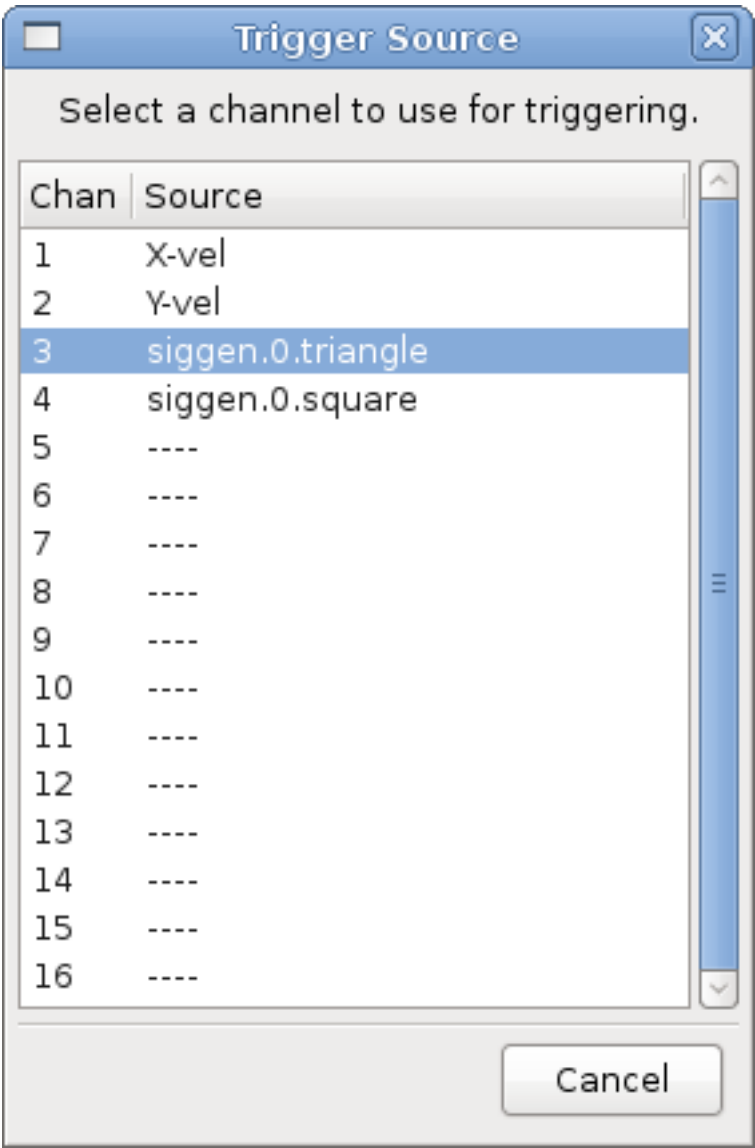 Trigger Source
Select a channel to use for triggering.
Chan Source
1 X-vel
2 Y-vel
3 siggen.0.triangle
4 siggen.0.square
5 ----
6 ----
7 ----
8 ----
9 ----
10 ----
11 ----
12 ----
13 ----
14 ----
15 ----
16 ----
Cancel